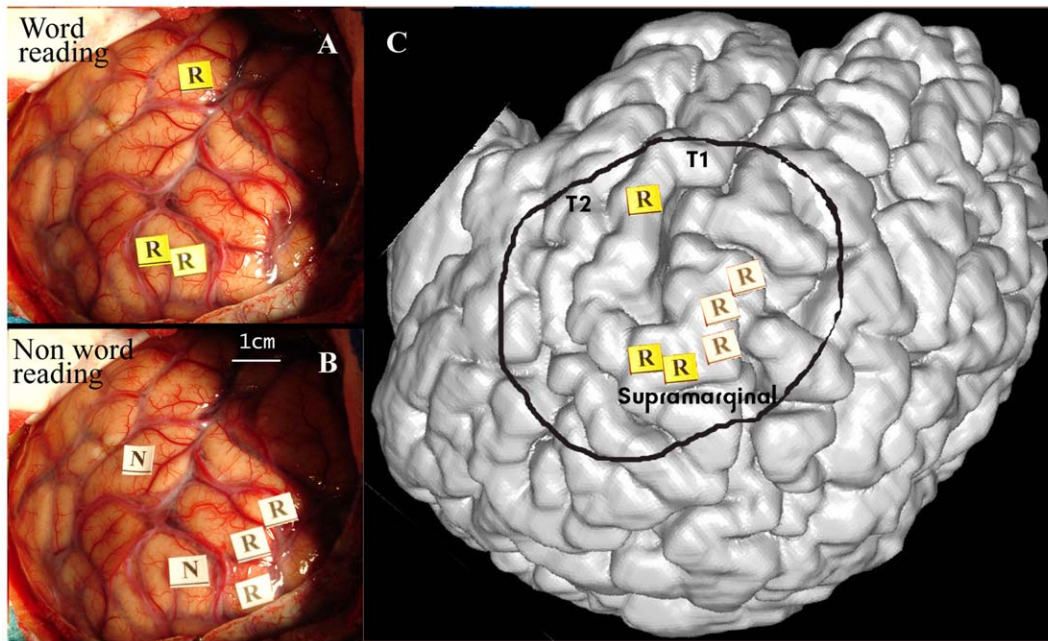 Word
reading
A
R
R R
Non word
reading
1cm
B
N
R
R
N
R
C
T1
T2
R
R
R
R
R
R
Supramarginal